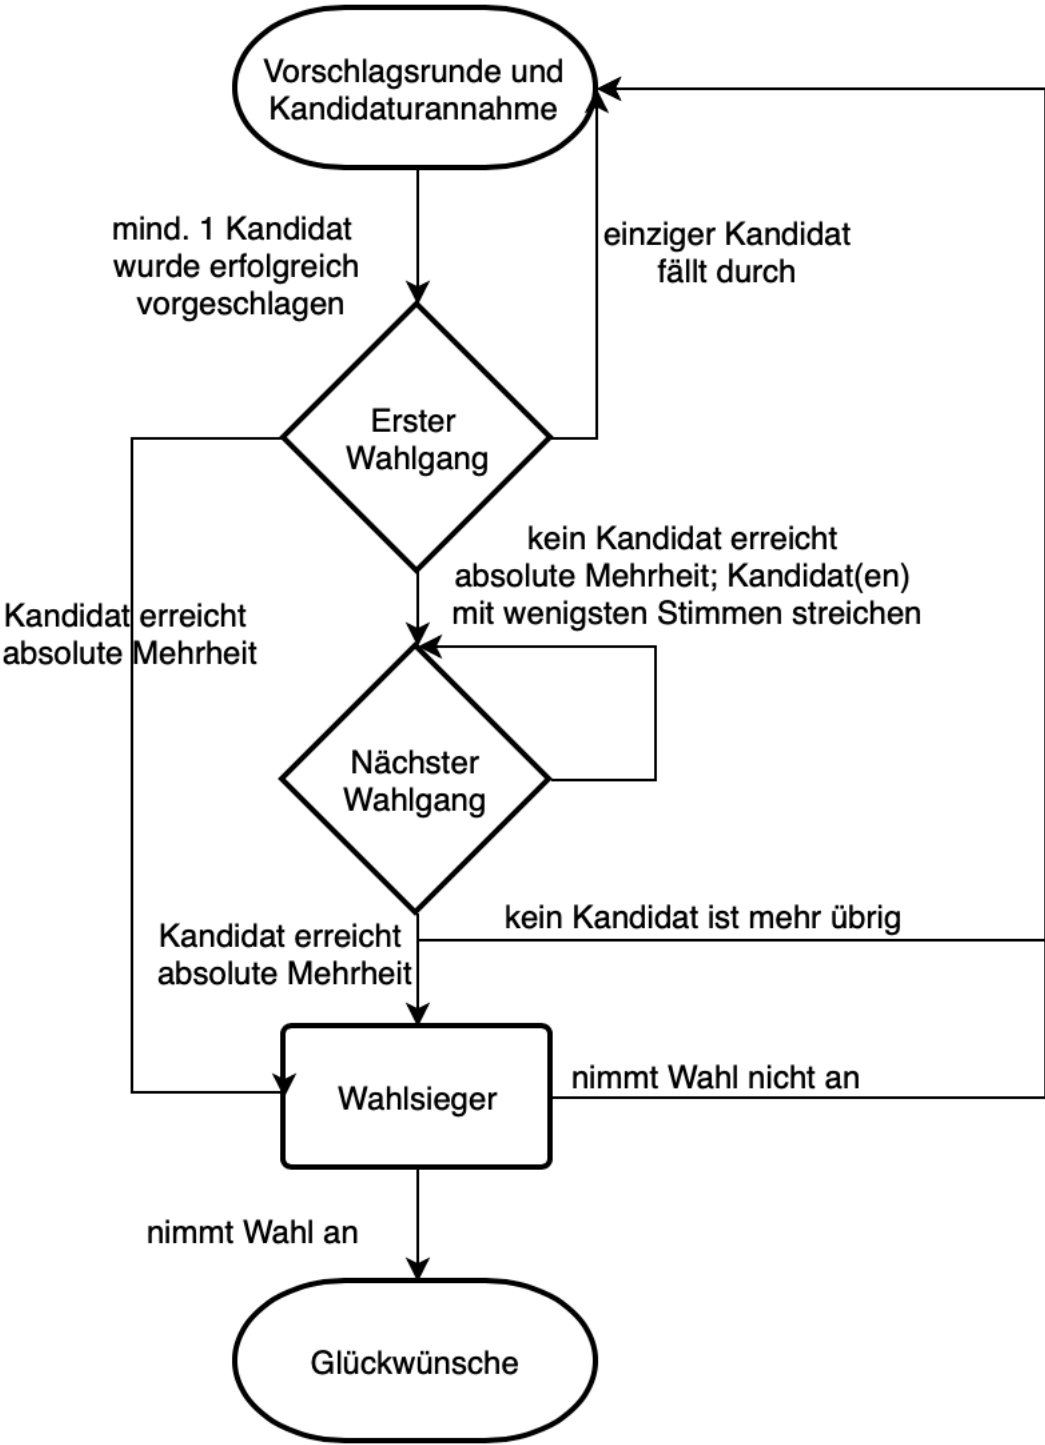 Vorschlagsrunde und
Kandidaturannahme
mind. 1 Kandidat
wurde erfolgreich
vorgeschlagen
einziger Kandidat
fällt durch
Erster
Wahlgang
kein Kandidat erreicht
absolute Mehrheit; Kandidat(en)
mit wenigsten Stimmen streichen
Kandidat erreicht
absolute Mehrheit
Nächster
Wahlgang
kein Kandidat ist mehr übrig
Kandidat erreicht
absolute Mehrheit
Wahlsieger
nimmt Wahl nicht an
nimmt Wahl an
Glückwünsche